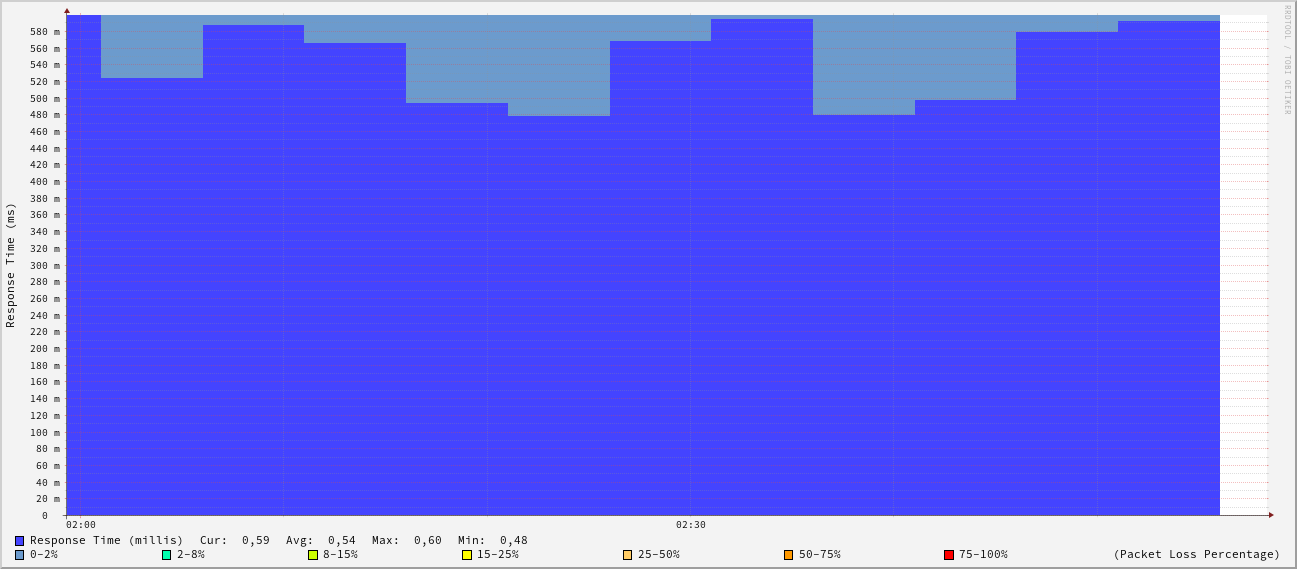 RRDTOOL / TOBI OETIKER
Response Time (ms)
580 m
560 m
540 m
520 m
500 m
480 m
460 m
440 m
420 m
400 m
380 m
360 m
340 m
320 m
300 m
280 m
260 m
240 m
220 m
200 m
180 m
160 m
140 m
120 m
100 m
80 m
60 m
40 m
20 m
0
02:00 02:30
Response Time (millis) Cur: 0,59 Avg: 0,54 Max: 0,60 Min: 0,48
0-2% 2-8% 8-15% 15-25% 25-50% 50-75% 75-100% (Packet Loss Percentage)